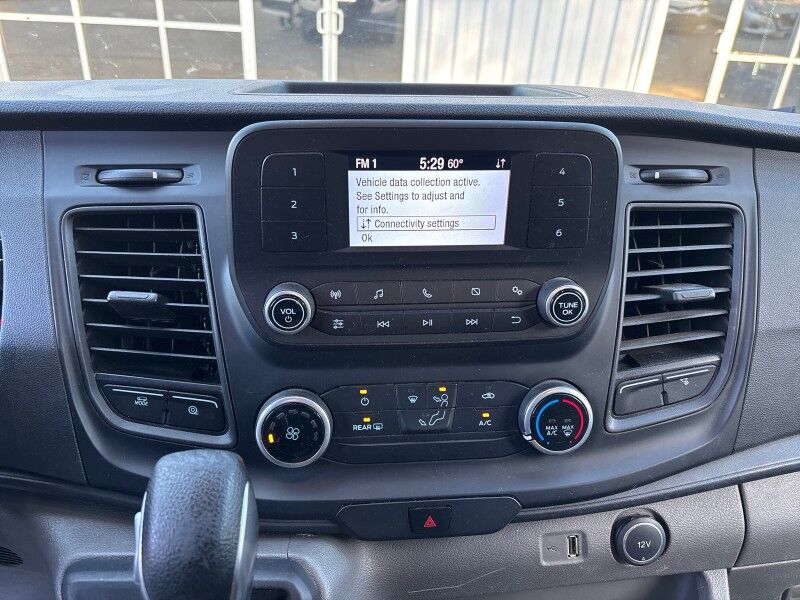 FM 1 5:29 60°
Vehicle data collection active.
See Settings to adjust and
for info.
Connectivity settings
Ok
1
2
3
4
5
6
VOL
TUNE
OK
MODE
REAR
A/C
MAX A/C
MAX
12V